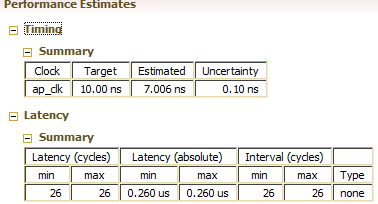 Performance Estimates
Timing
Summary
Clock Target Estimated Uncertainty
ap_clk 10.00 ns 7.006 ns 0.10 ns
Latency
Summary
Latency (cycles) Latency (absolute) Interval (cycles)
min max min max min max Type
26 26 0.260 us 0.260 us 26 26 none